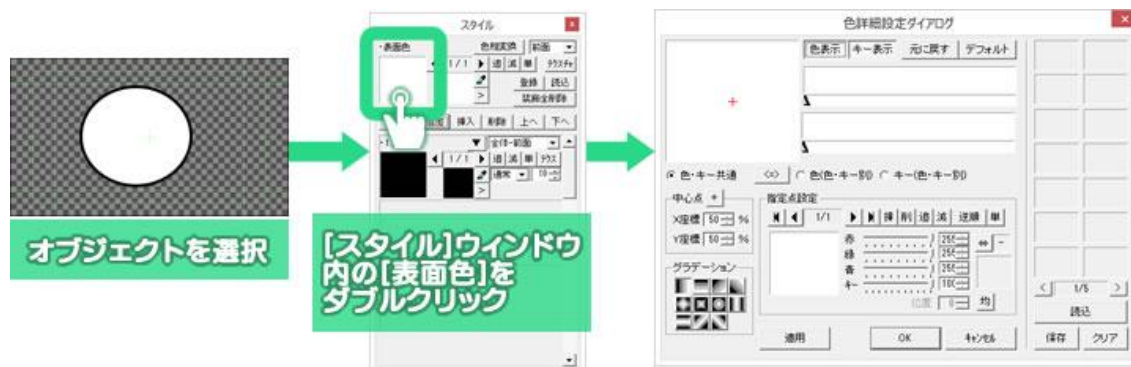 オブジェクトを選択
スタイル
・表面色
色相変換 前面
1/1 追 減 単 テクスチャ
登録 読込
> 装飾全削除
挿入 削除 上へ 下へ
全体-前面
1/1 追 減 単 テクス
通常 10
>
[スタイル]ウィンドウ
内の[表面色]を
ダブルクリック
色詳細設定ダイアログ
色表示 キー表示 元に戻す デフォルト
色・キー共通 <=> 色(色・キー別) キー(色・キー別)
中心点 +
X座標 50 %
Y座標 50 %
グラデーション
指定点設定
1/1 挿 削 追 減 逆順 単
赤 255
緑 255
青 255
キー 100
位置 0 均
適用 OK キャンセル
< 1/5 >
読込
保存 クリア